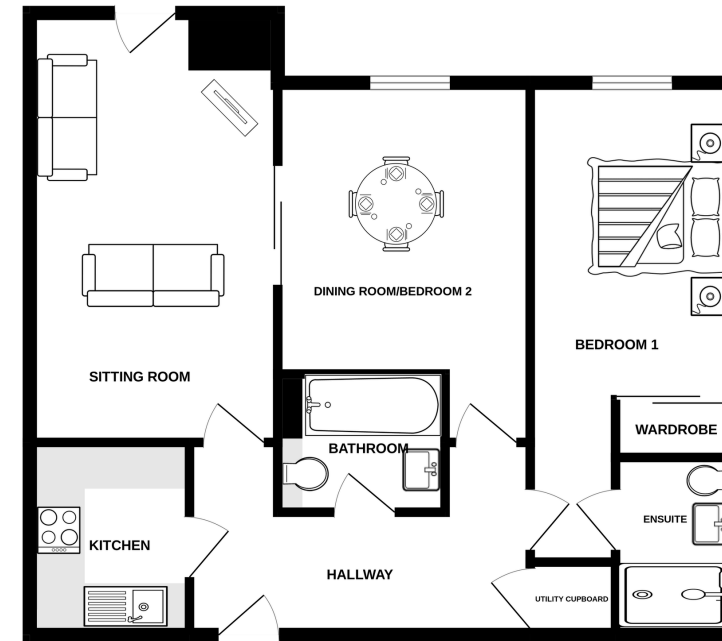 DINING ROOM/BEDROOM 2
BEDROOM 1
SITTING ROOM
WARDROBE
BATHROOM
ENSUITE
KITCHEN
HALLWAY
UTILITY CUPBOARD